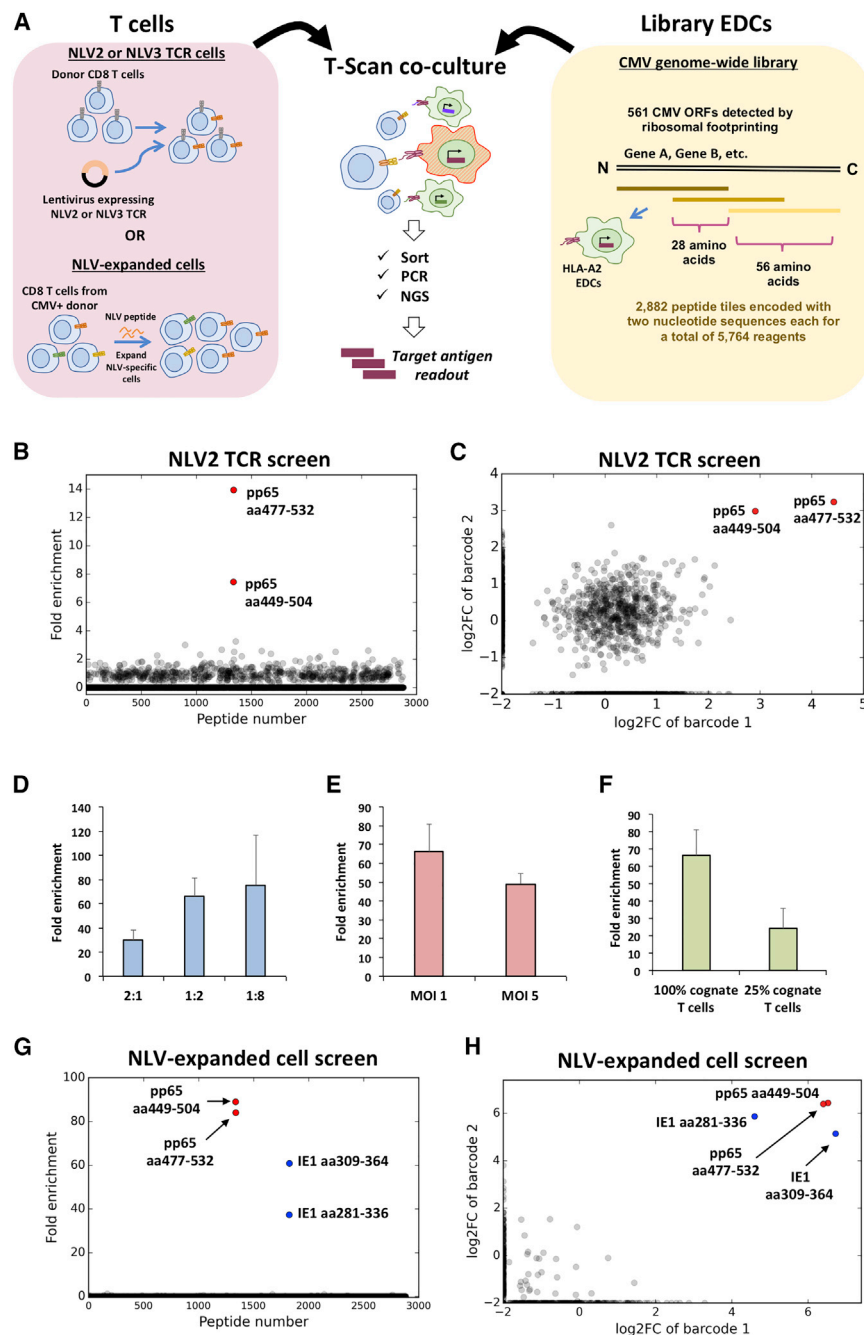 A
T cells
NLV2 or NLV3 TCR cells
Donor CD8 T cells
Lentivirus expressing
NLV2 or NLV3 TCR
OR
NLV-expanded cells
CD8 T cells from
CMV+ donor
NLV peptide
Expand
NLV-specific
cells
T-Scan co-culture
✓ Sort
✓ PCR
✓ NGS
Target antigen
readout
Library EDCs
CMV genome-wide library
561 CMV ORFs detected by
ribosomal footprinting
Gene A, Gene B, etc.
N
C
HLA-A2
EDCs
28 amino
acids
56 amino
acids
2,882 peptide tiles encoded with
two nucleotide sequences each for
a total of 5,764 reagents
B
NLV2 TCR screen
Fold enrichment
14
12
10
8
6
4
2
0
pp65
aa477-532
pp65
aa449-504
0 500 1000 1500 2000 2500 3000
Peptide number
C
NLV2 TCR screen
log2FC of barcode 2
4
3
2
1
0
−1
−2
pp65
aa449-504
pp65
aa477-532
−2 −1 0 1 2 3 4 5
log2FC of barcode 1
D
Fold enrichment
140
120
100
80
60
40
20
0
2:1 1:2 1:8
E
Fold enrichment
90
80
70
60
50
40
30
20
10
0
MOI 1 MOI 5
F
Fold enrichment
90
80
70
60
50
40
30
20
10
0
100% cognate
T cells
25% cognate
T cells
G
NLV-expanded cell screen
Fold enrichment
100
80
60
40
20
0
pp65
aa449-504
pp65
aa477-532
IE1 aa309-364
IE1 aa281-336
0 500 1000 1500 2000 2500 3000
Peptide number
H
NLV-expanded cell screen
log2FC of barcode 2
6
4
2
0
−2
pp65 aa449-504
IE1 aa281-336
pp65
aa477-532
IE1
aa309-364
−2 0 2 4 6
log2FC of barcode 1